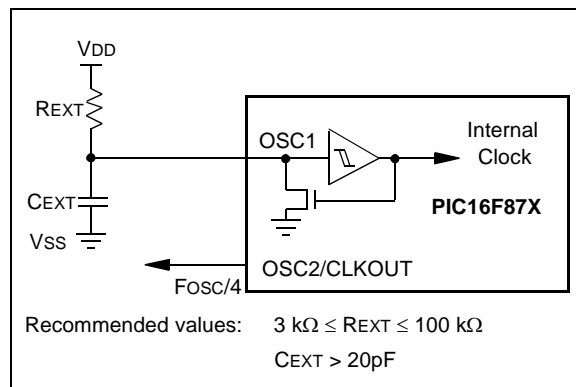 VDD
REXT
OSC1
Internal
Clock
CEXT
PIC16F87X
VSS
OSC2/CLKOUT
FOSC/4
Recommended values: 3 kΩ ≤ REXT ≤ 100 kΩ
CEXT > 20pF